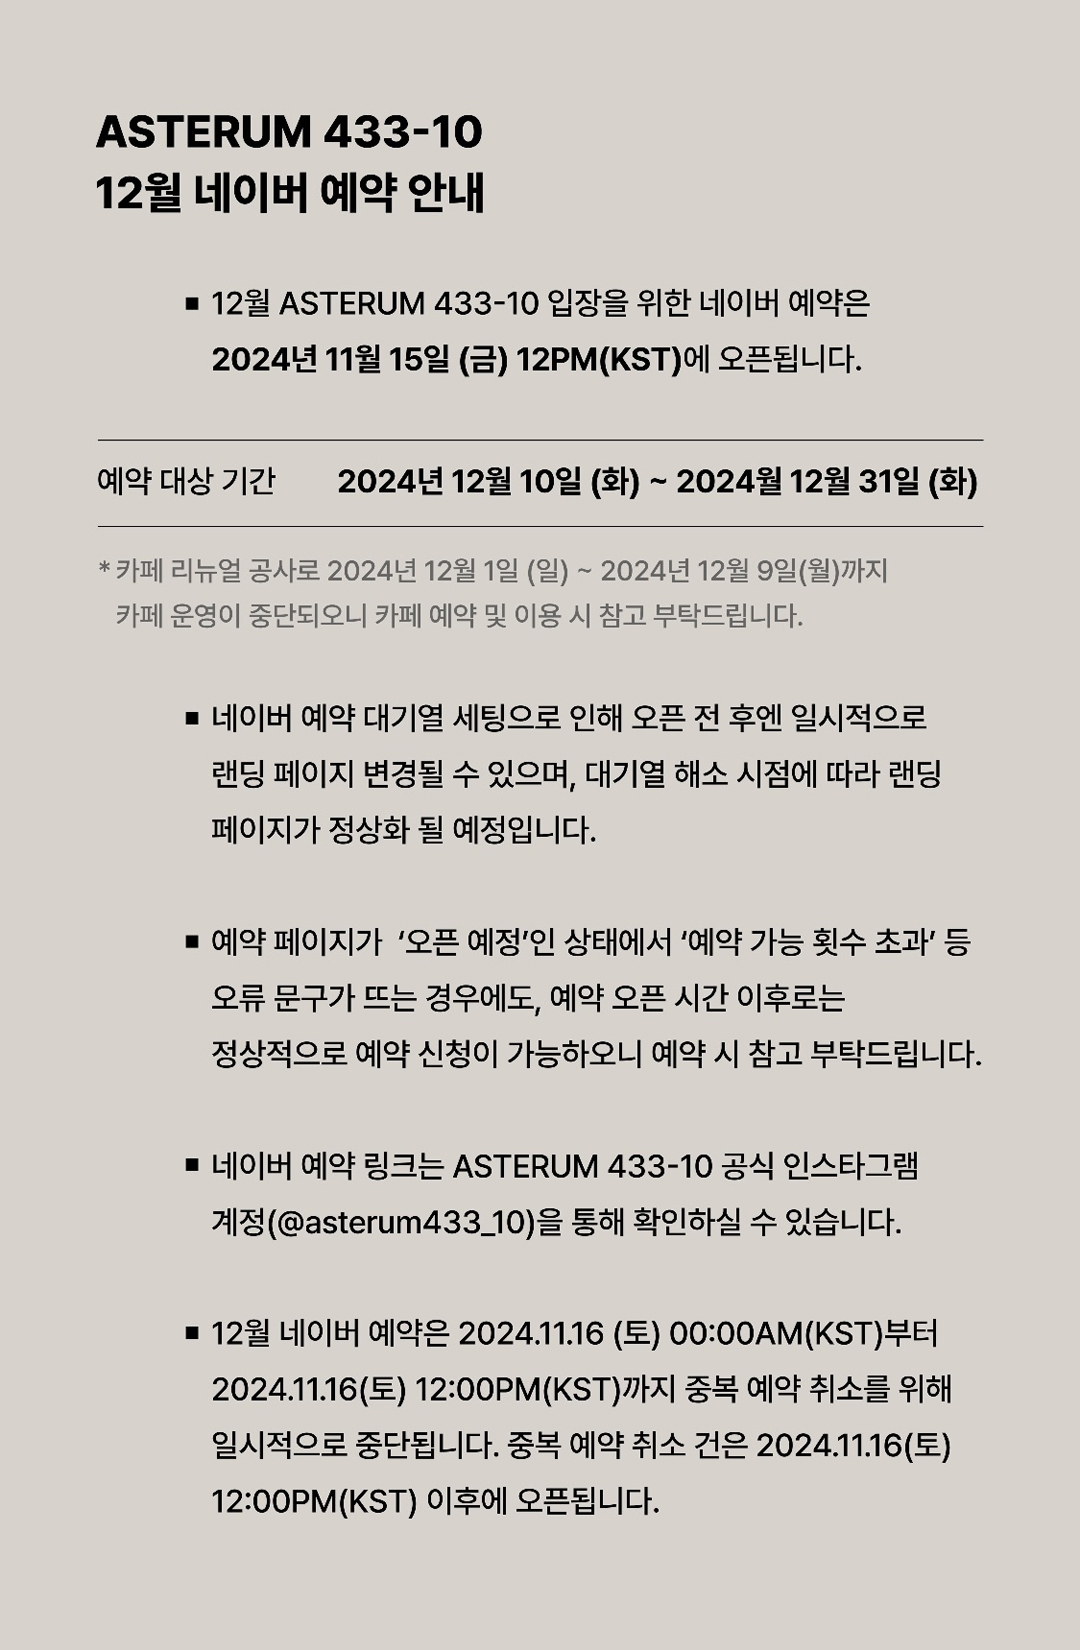 ASTERUM 433-10
12월 네이버 예약 안내
▪ 12월 ASTERUM 433-10 입장을 위한 네이버 예약은
2024년 11월 15일 (금) 12PM(KST)에 오픈됩니다.
예약 대상 기간 2024년 12월 10일 (화) ~ 2024월 12월 31일 (화)
* 카페 리뉴얼 공사로 2024년 12월 1일 (일) ~ 2024년 12월 9일(월)까지
카페 운영이 중단되오니 카페 예약 및 이용 시 참고 부탁드립니다.
▪ 네이버 예약 대기열 세팅으로 인해 오픈 전 후엔 일시적으로
랜딩 페이지 변경될 수 있으며, 대기열 해소 시점에 따라 랜딩
페이지가 정상화 될 예정입니다.
▪ 예약 페이지가 ‘오픈 예정’인 상태에서 ‘예약 가능 횟수 초과’ 등
오류 문구가 뜨는 경우에도, 예약 오픈 시간 이후로는
정상적으로 예약 신청이 가능하오니 예약 시 참고 부탁드립니다.
▪ 네이버 예약 링크는 ASTERUM 433-10 공식 인스타그램
계정(@asterum433_10)을 통해 확인하실 수 있습니다.
▪ 12월 네이버 예약은 2024.11.16 (토) 00:00AM(KST)부터
2024.11.16(토) 12:00PM(KST)까지 중복 예약 취소를 위해
일시적으로 중단됩니다. 중복 예약 취소 건은 2024.11.16(토)
12:00PM(KST) 이후에 오픈됩니다.